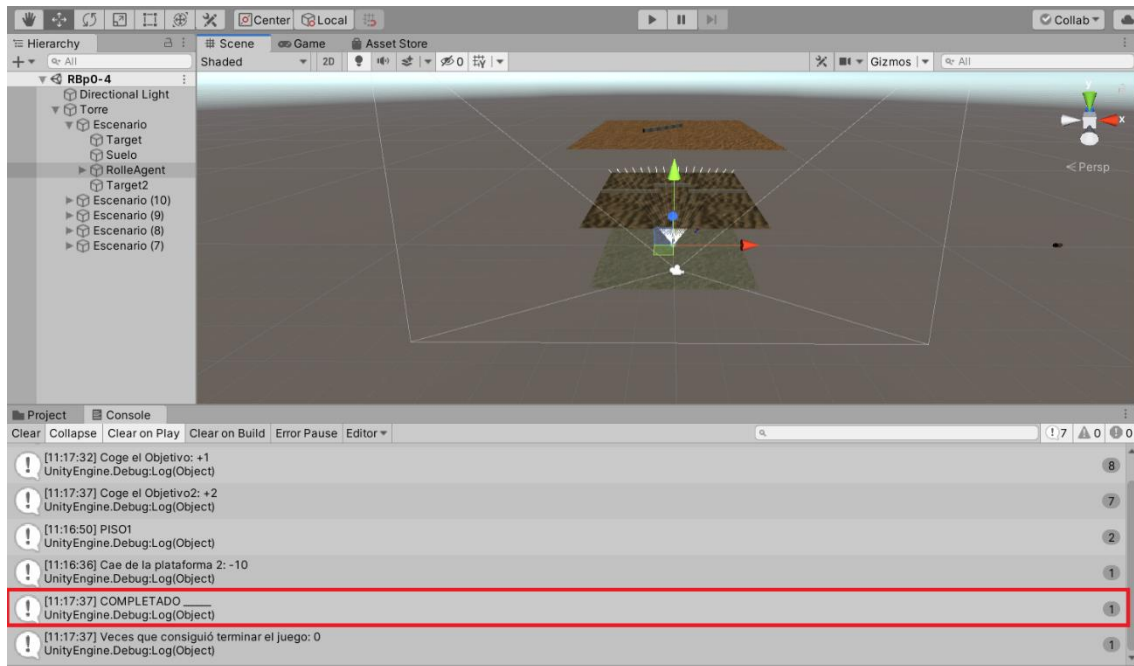 Center Local Collab
Hierarchy
All
RBp0-4
Directional Light
Torre
Escenario
Target
Suelo
RolleAgent
Target2
Escenario (10)
Escenario (9)
Escenario (8)
Escenario (7)
Scene Game Asset Store
Shaded 2D 0 Gizmos All
y
x
Persp
Project Console
Clear Collapse Clear on Play Clear on Build Error Pause Editor 7 0 0
[11:17:32] Coge el Objetivo: +1
UnityEngine.Debug:Log(Object)
8
[11:17:37] Coge el Objetivo2: +2
UnityEngine.Debug:Log(Object)
7
[11:16:50] PISO1
UnityEngine.Debug:Log(Object)
2
[11:16:36] Cae de la plataforma 2: -10
UnityEngine.Debug:Log(Object)
1
[11:17:37] COMPLETADO _____
UnityEngine.Debug:Log(Object)
1
[11:17:37] Veces que consiguió terminar el juego: 0
UnityEngine.Debug:Log(Object)
1